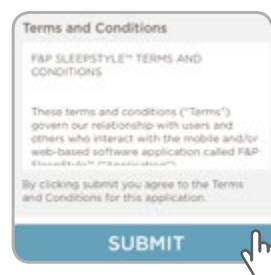 Terms and Conditions
F&P SLEEPSTYLE™ TERMS AND
CONDITIONS
These terms and conditions ("Terms")
govern our relationship with users and
others who interact with the mobile and/or
web-based software application called F&P
SleepStyle™ ("Application")
By clicking submit you agree to the Terms
and Conditions for this application.
SUBMIT